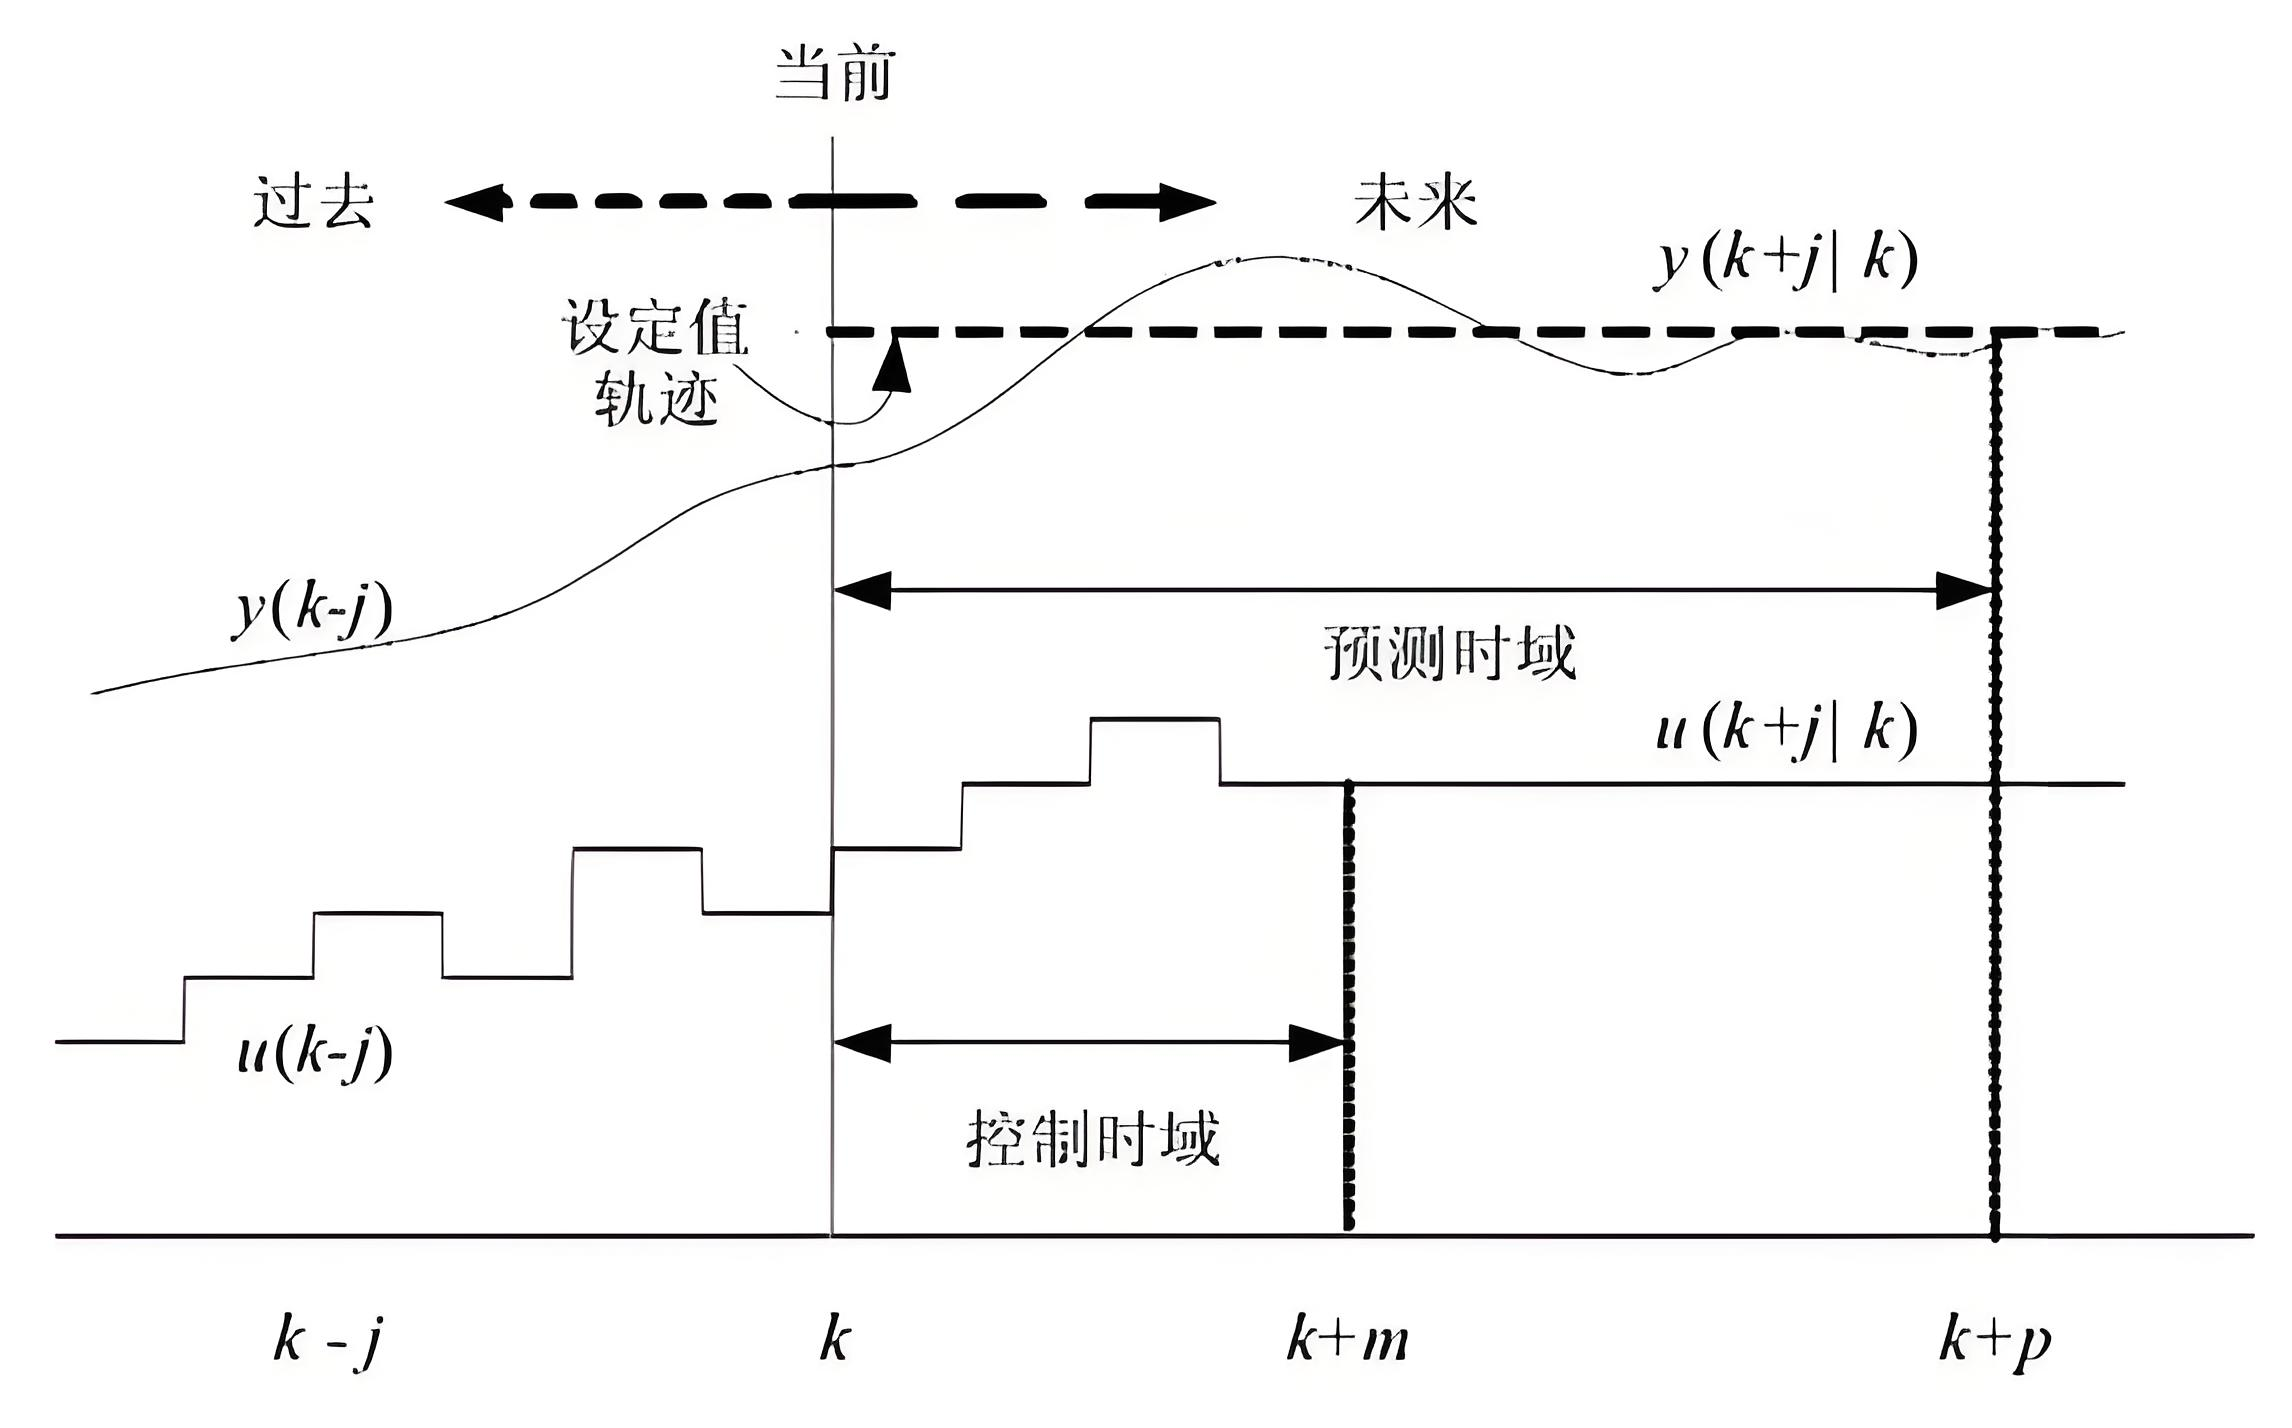 当前
过去
未来
y(k+j| k)
设定值
轨迹
y(k-j)
预测时域
u(k+j| k)
u(k-j)
控制时域
k-j
k
k+m
k+p